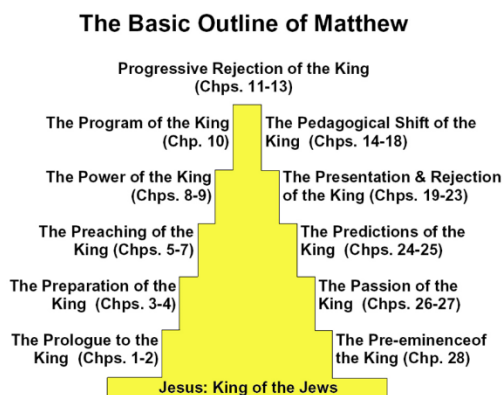 The Basic Outline of Matthew
Progressive Rejection of the King
(Chps. 11-13)
The Program of the King
(Chp. 10)
The Pedagogical Shift of the
King (Chps. 14-18)
The Power of the King
(Chps. 8-9)
The Presentation & Rejection
of the King (Chps. 19-23)
The Preaching of the
King (Chps. 5-7)
The Predictions of the
King (Chps. 24-25)
The Preparation of the
King (Chps. 3-4)
The Passion of the
King (Chps. 26-27)
The Prologue to the
King (Chps. 1-2)
The Pre-eminenceof
the King (Chp. 28)
Jesus: King of the Jews